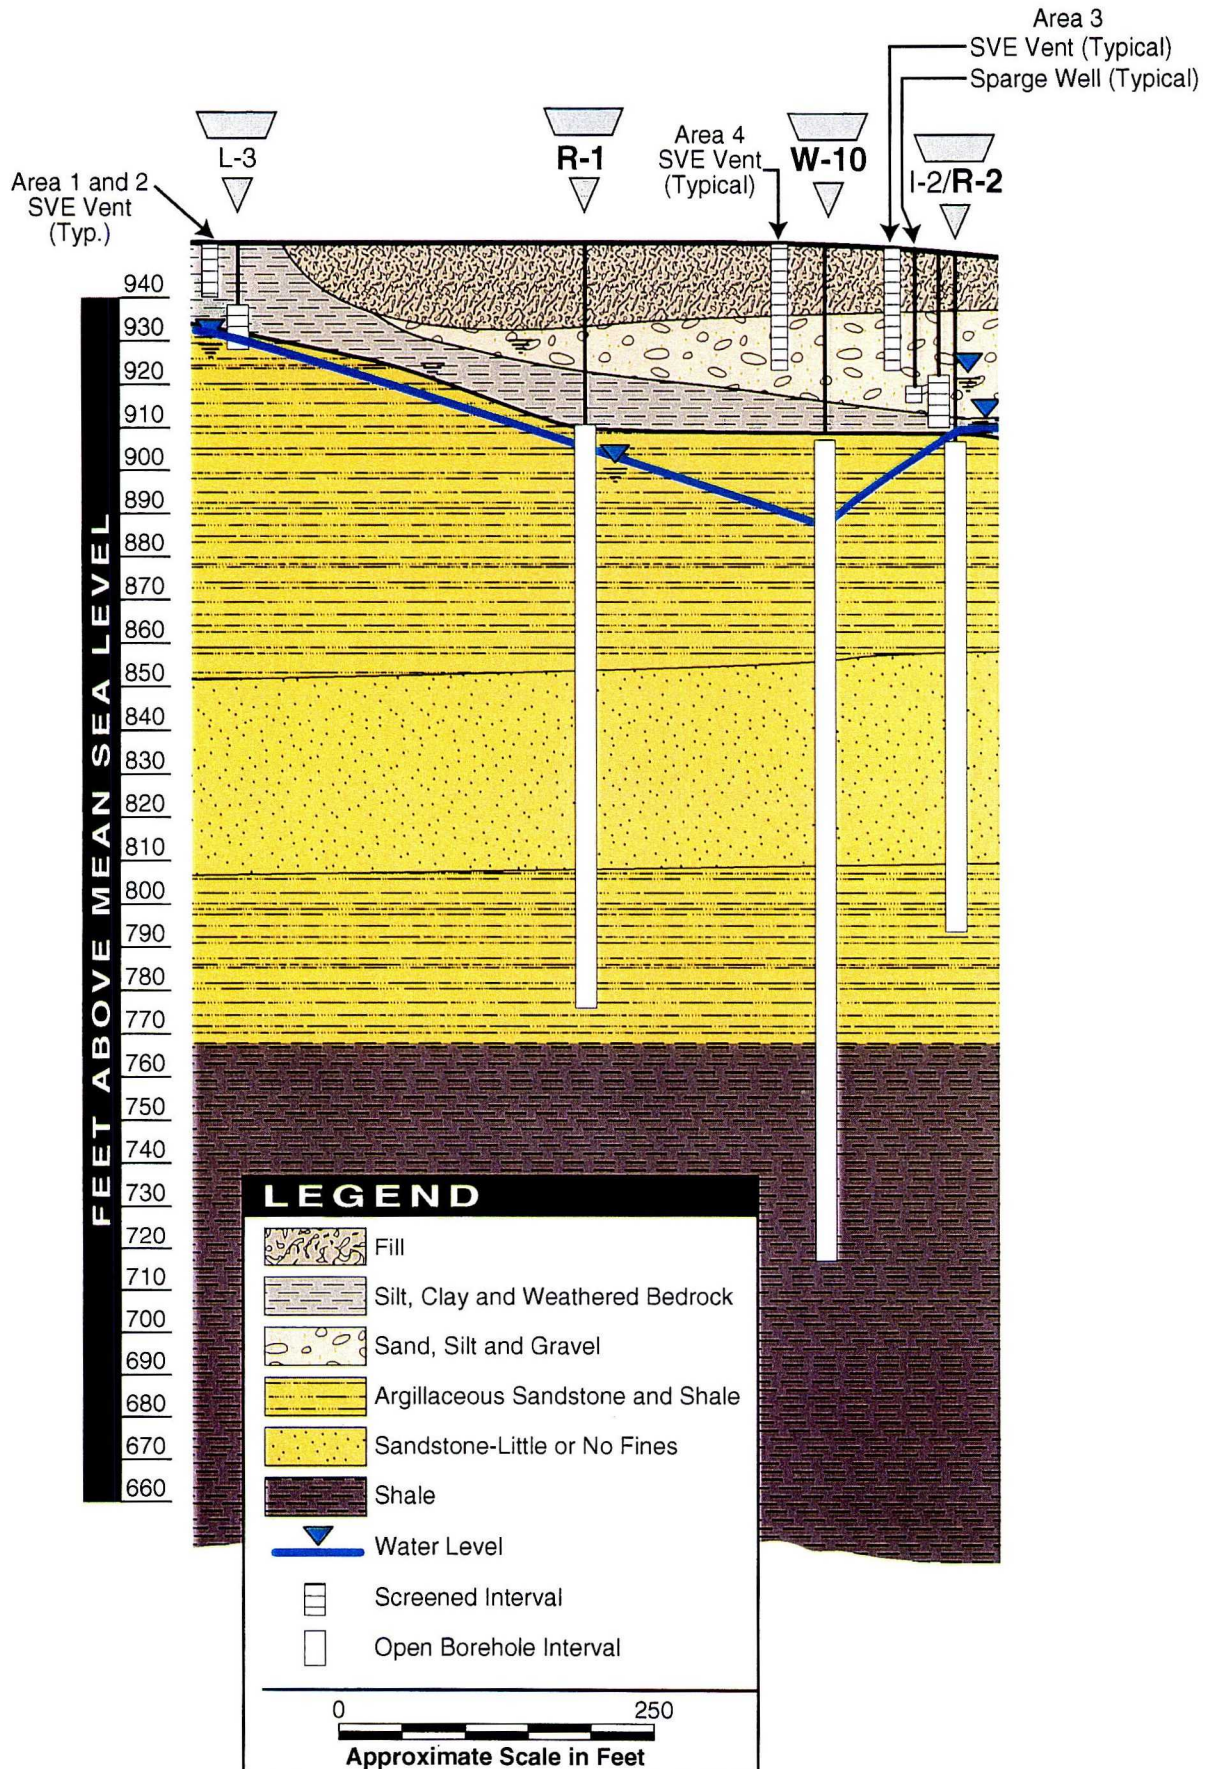 Area 3
SVE Vent (Typical)
Sparge Well (Typical)
L-3
R-1
Area 4
SVE Vent
(Typical)
W-10
I-2/R-2
Area 1 and 2
SVE Vent
(Typ.)
FEET ABOVE MEAN SEA LEVEL
940
930
920
910
900
890
880
870
860
850
840
830
820
810
800
790
780
770
760
750
740
730
720
710
700
690
680
670
660
LEGEND
Fill
Silt, Clay and Weathered Bedrock
Sand, Silt and Gravel
Argillaceous Sandstone and Shale
Sandstone-Little or No Fines
Shale
Water Level
Screened Interval
Open Borehole Interval
0 250
Approximate Scale in Feet